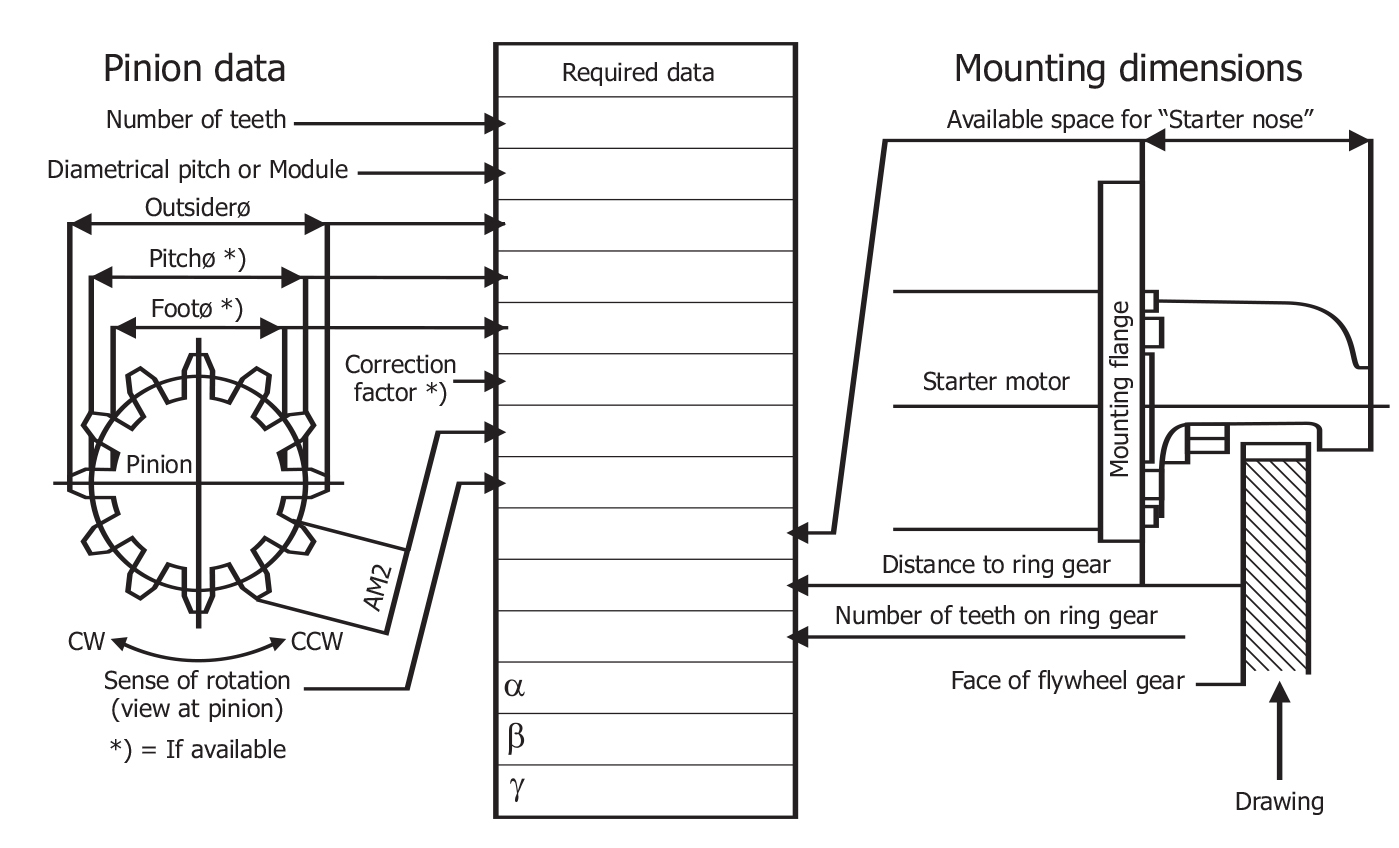 Pinion data
Number of teeth
Diametrical pitch or Module
Outsiderø
Pitchø *)
Footø *)
Correction
factor *)
Pinion
AM2
CW
CCW
Sense of rotation
(view at pinion)
*) = If available
Required data
α
β
γ
Mounting dimensions
Available space for “Starter nose”
Starter motor
Mounting flange
Distance to ring gear
Number of teeth on ring gear
Face of flywheel gear
Drawing